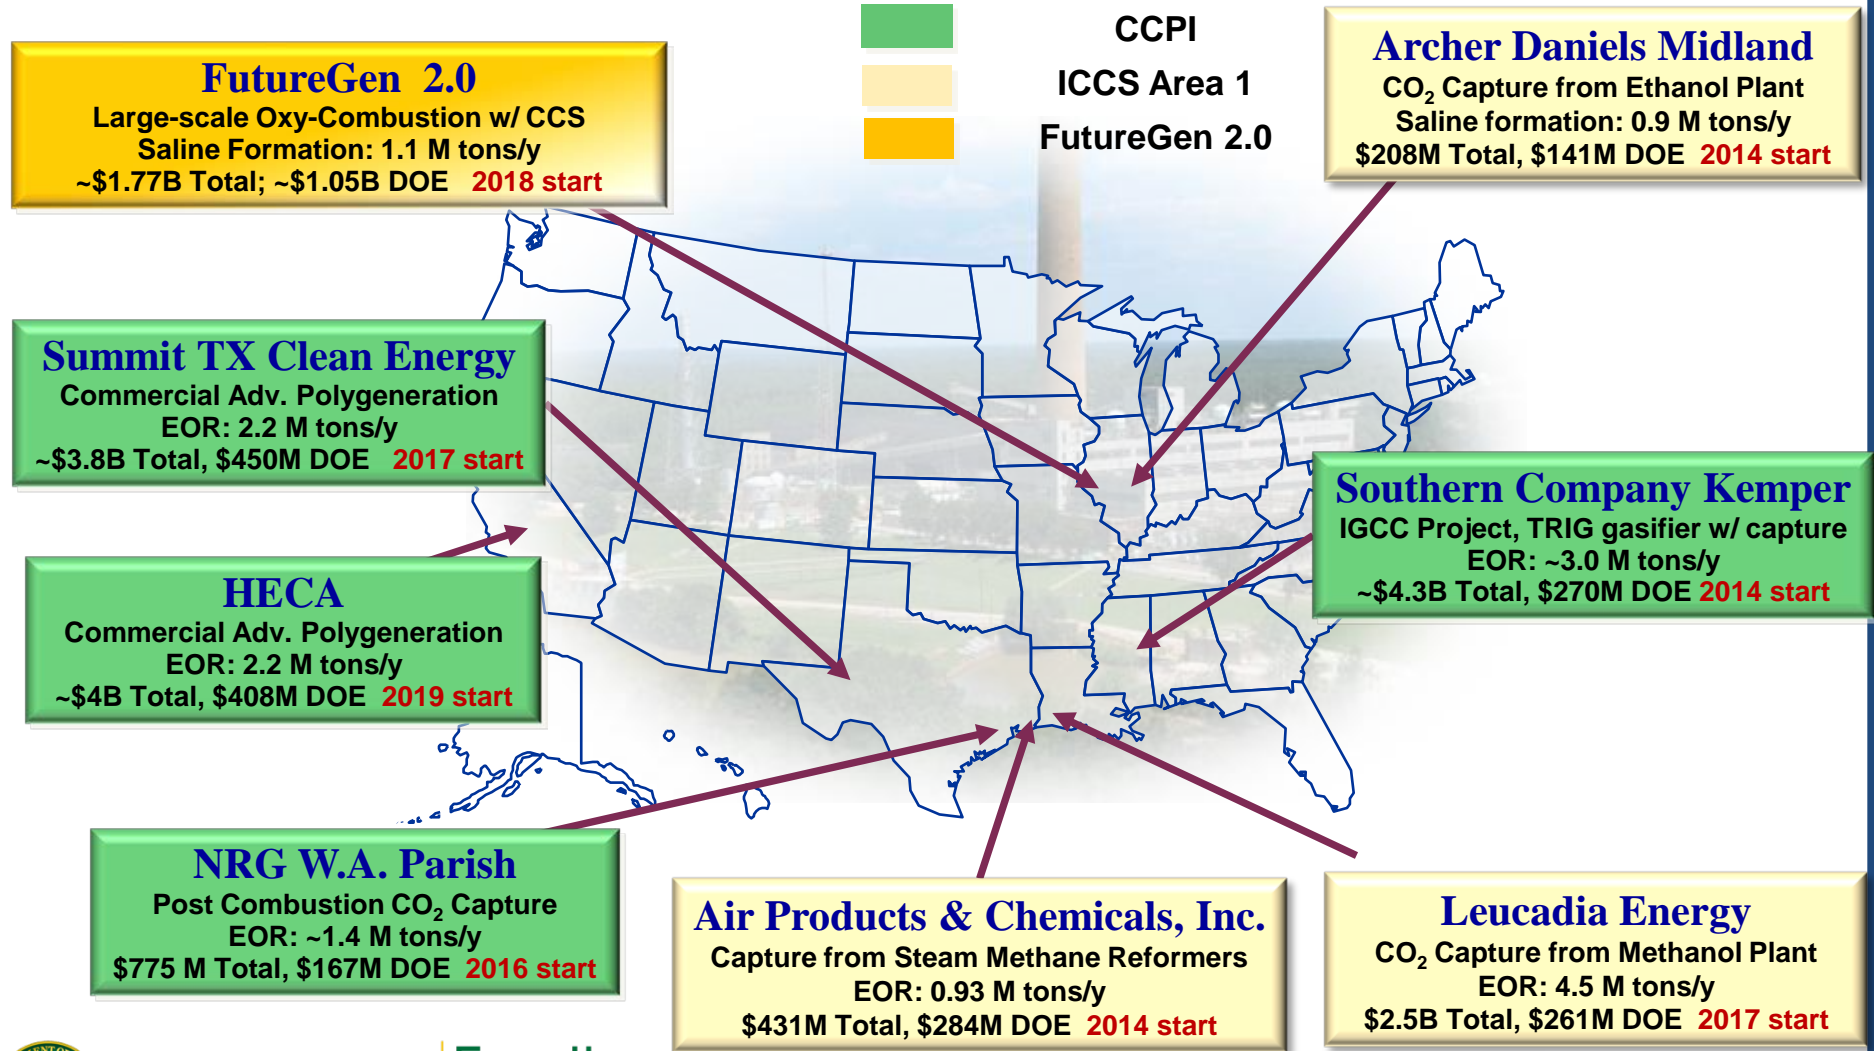 CCPI
ICCS Area 1
FutureGen 2.0
FutureGen 2.0
Large-scale Oxy-Combustion w/ CCS
Saline Formation: 1.1 M tons/y
~$1.77B Total; ~$1.05B DOE 2018 start
Archer Daniels Midland
CO₂ Capture from Ethanol Plant
Saline formation: 0.9 M tons/y
$208M Total, $141M DOE 2014 start
Summit TX Clean Energy
Commercial Adv. Polygeneration
EOR: 2.2 M tons/y
~$3.8B Total, $450M DOE 2017 start
Southern Company Kemper
IGCC Project, TRIG gasifier w/ capture
EOR: ~3.0 M tons/y
~$4.3B Total, $270M DOE 2014 start
HECA
Commercial Adv. Polygeneration
EOR: 2.2 M tons/y
~$4B Total, $408M DOE 2019 start
NRG W.A. Parish
Post Combustion CO₂ Capture
EOR: ~1.4 M tons/y
$775 M Total, $167M DOE 2016 start
Air Products & Chemicals, Inc.
Capture from Steam Methane Reformers
EOR: 0.93 M tons/y
$431M Total, $284M DOE 2014 start
Leucadia Energy
CO₂ Capture from Methanol Plant
EOR: 4.5 M tons/y
$2.5B Total, $261M DOE 2017 start